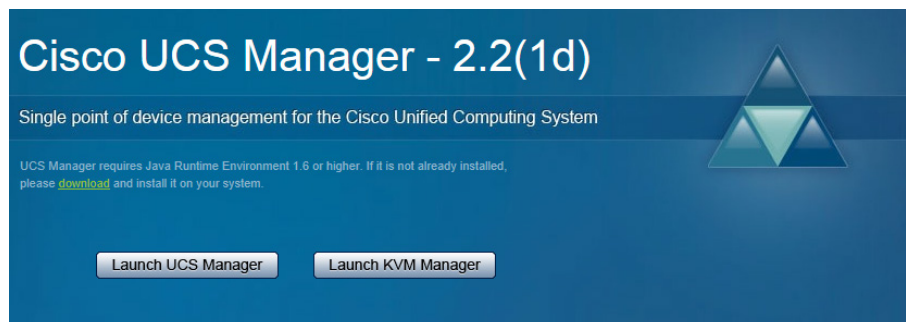 Cisco UCS Manager - 2.2(1d)
Single point of device management for the Cisco Unified Computing System
UCS Manager requires Java Runtime Environment 1.6 or higher. If it is not already installed,
please download and install it on your system.
Launch UCS Manager
Launch KVM Manager